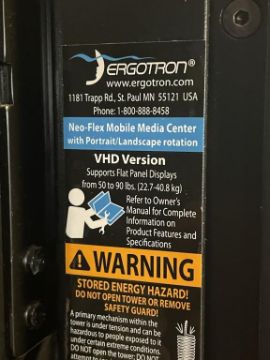 ERGOTRON®
www.ergotron.com
1181 Trapp Rd., St. Paul MN 55121 USA
Phone: 1-800-888-8458
Neo-Flex Mobile Media Center
with Portrait/Landscape rotation
VHD Version
Supports Flat Panel Displays
from 50 to 90 lbs. (22.7-40.8 kg)
Refer to Owner's
Manual for Complete
Information on
Product Features and
Specifications
WARNING
STORED ENERGY HAZARD!
DO NOT OPEN TOWER OR REMOVE
SAFETY GUARD!
A primary mechanism within the
tower is under tension and can be
hazardous to people exposed to it
under certain extreme conditions.
DO NOT open the tower; DO NOT